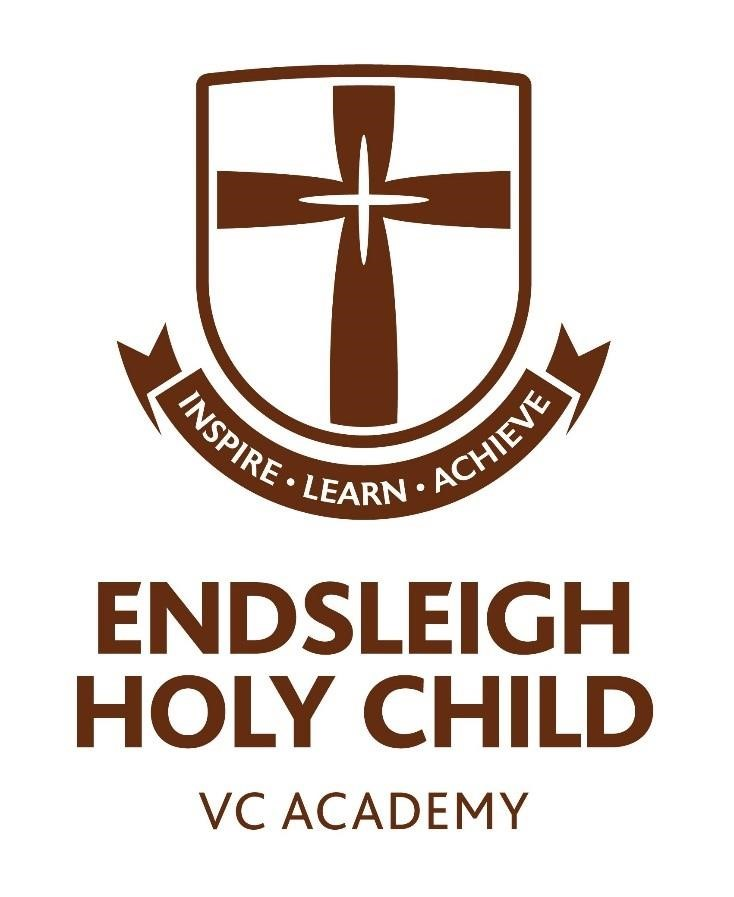 INSPIRE · LEARN · ACHIEVE
ENDSLEIGH
HOLY CHILD
VC ACADEMY